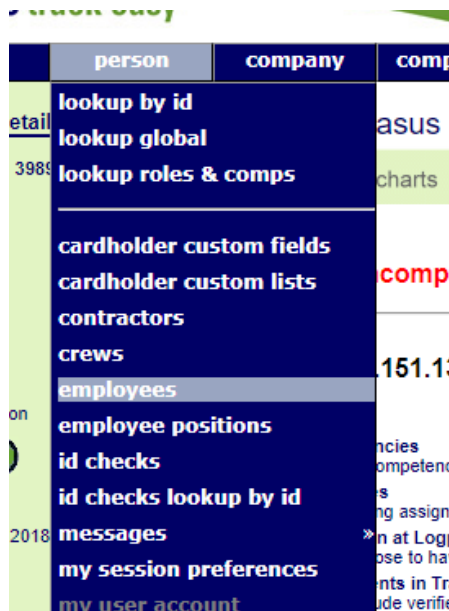 track easy
person company comp
lookup by id
etail
lookup global
asus
3989
lookup roles & comps
charts
cardholder custom fields
cardholder custom lists
ncomp
contractors
crews
.151.13
employees
on
employee positions
ncies
id checks
ompetenc
id checks lookup by id
s
ng assign
2018
messages »
n at Logp
my session preferences
ose to hav
nts in Tra
my user account
ude verifie